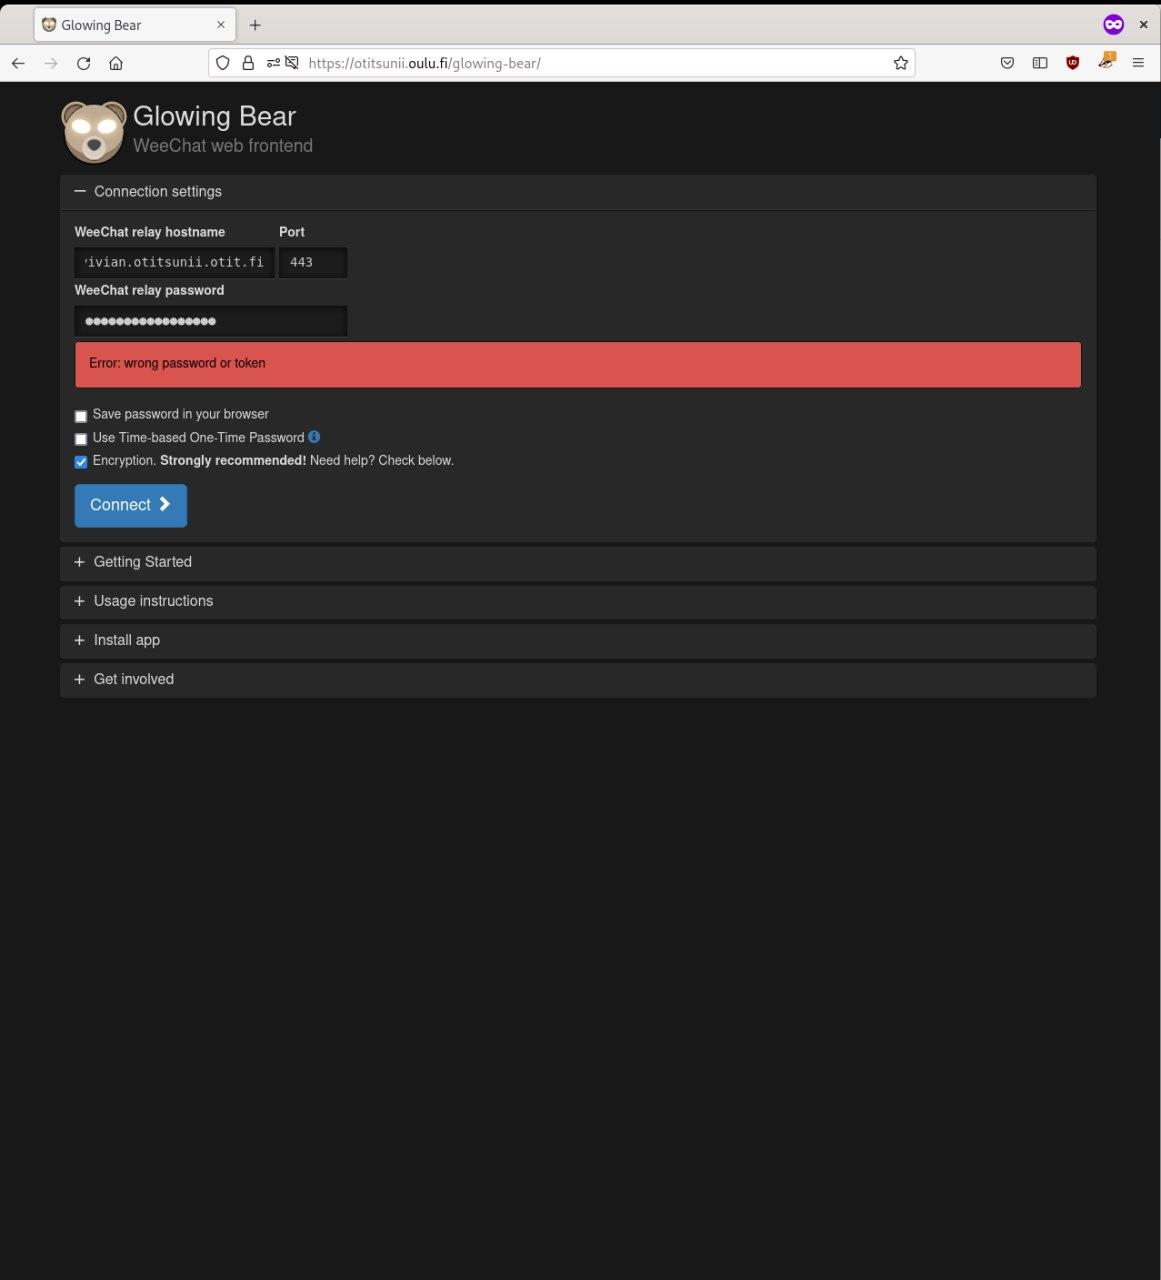 Glowing Bear
https://otitsunii.oulu.fi/glowing-bear/
1
Glowing Bear
WeeChat web frontend
Connection settings
WeeChat relay hostname Port
ivian.otitsunii.otit.fi 443
WeeChat relay password
Error: wrong password or token
Save password in your browser
Use Time-based One-Time Password
Encryption. Strongly recommended! Need help? Check below.
Connect
Getting Started
Usage instructions
Install app
Get involved